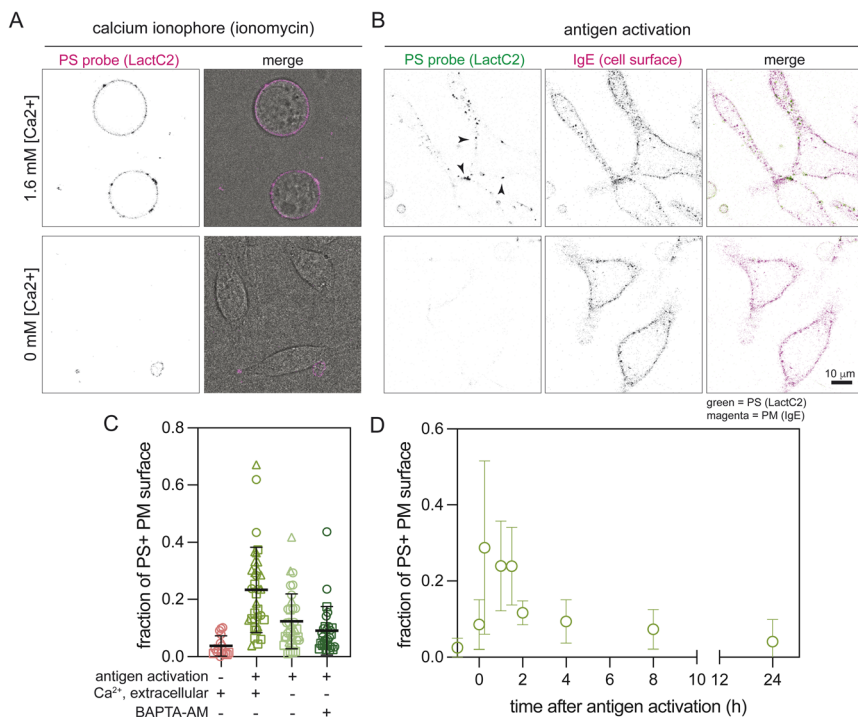 A
calcium ionophore (ionomycin)
PS probe (LactC2)
merge
1.6 mM [Ca2+]
0 mM [Ca2+]
B
antigen activation
PS probe (LactC2)
IgE (cell surface)
merge
10 μm
green = PS (LactC2)
magenta = PM (IgE)
C
fraction of PS+ PM surface
0.8
0.6
0.4
0.2
0.0
antigen activation - + + +
Ca²⁺, extracellular + + - -
BAPTA-AM - - - +
D
fraction of PS+ PM surface
0.6
0.4
0.2
0.0
0 2 4 6 8 10 12 24
time after antigen activation (h)